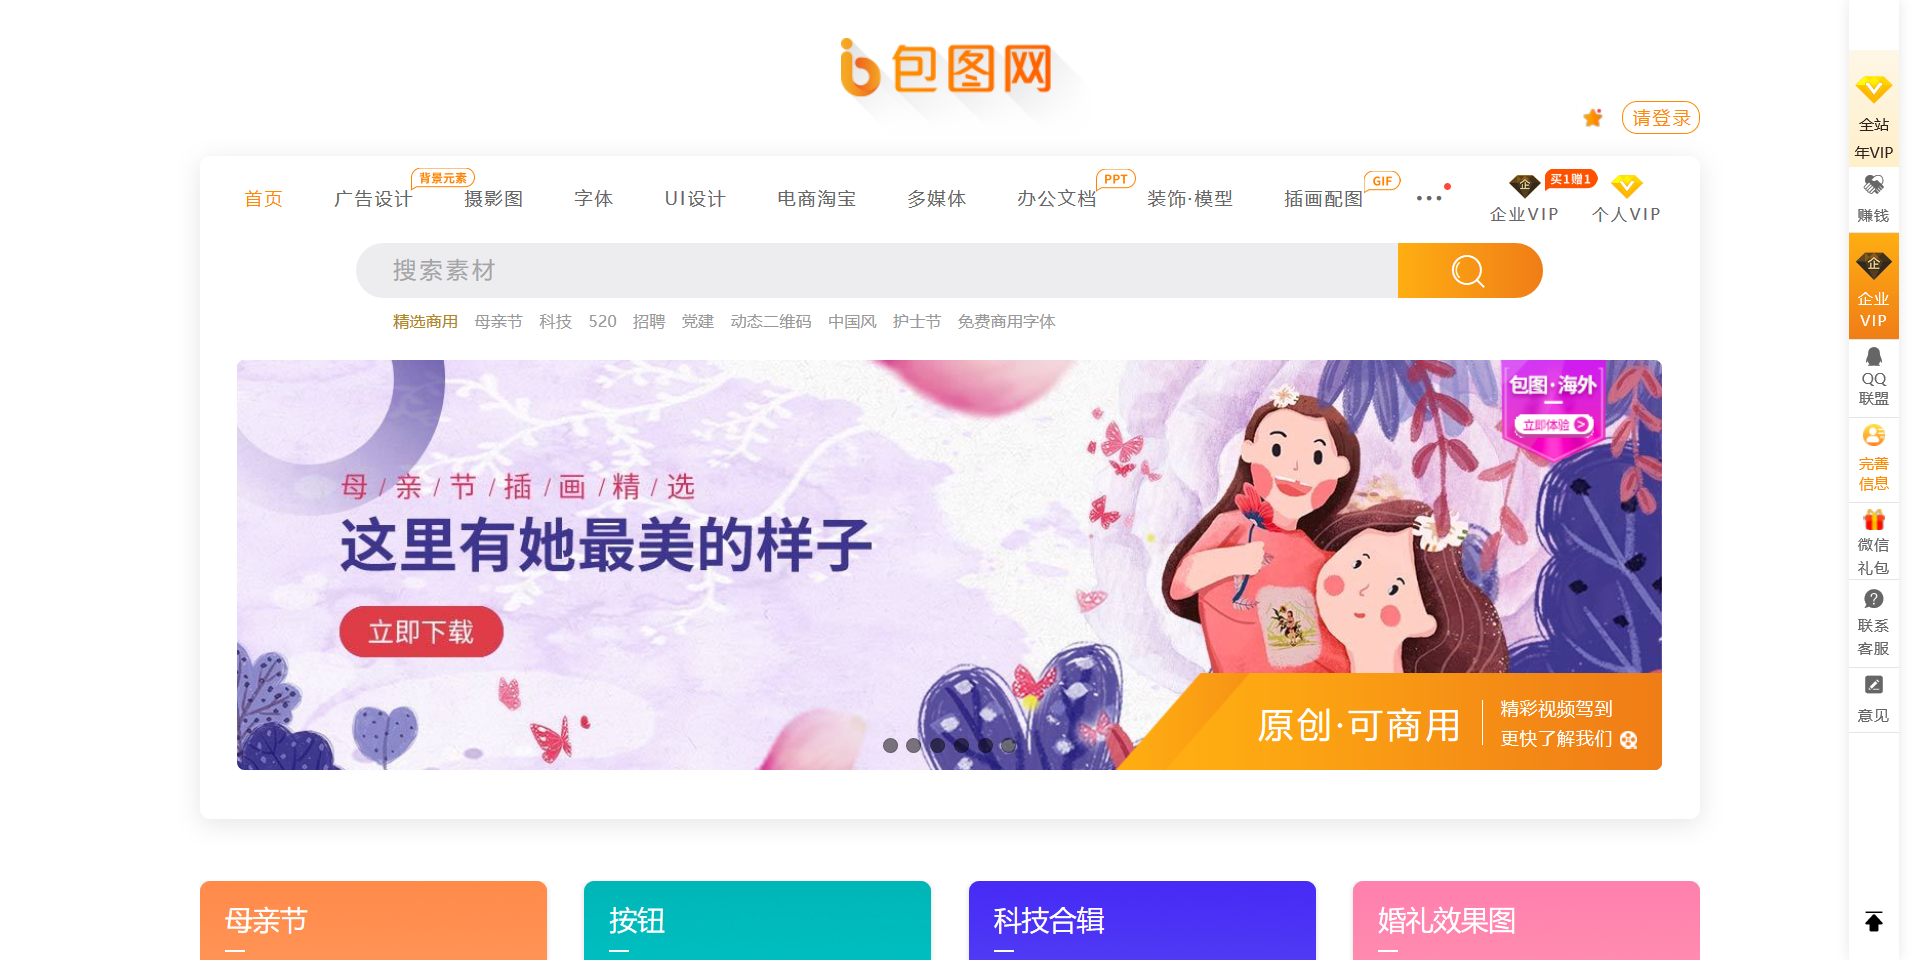 包图网
请登录
背景元素
PPT
GIF
买1赠1
首页 广告设计 摄影图 字体 UI设计 电商淘宝 多媒体 办公文档 装饰·模型 插画配图 企业VIP 个人VIP
搜索素材
精选商用 母亲节 科技 520 招聘 党建 动态二维码 中国风 护士节 免费商用字体
包图·海外
立即体验
母/亲/节/插/画/精/选
这里有她最美的样子
立即下载
原创·可商用
精彩视频驾到
更快了解我们
母亲节
按钮
科技合辑
婚礼效果图
全站
年VIP
赚钱
企
企业
VIP
QQ
联盟
完善
信息
微信
礼包
联系
客服
意见